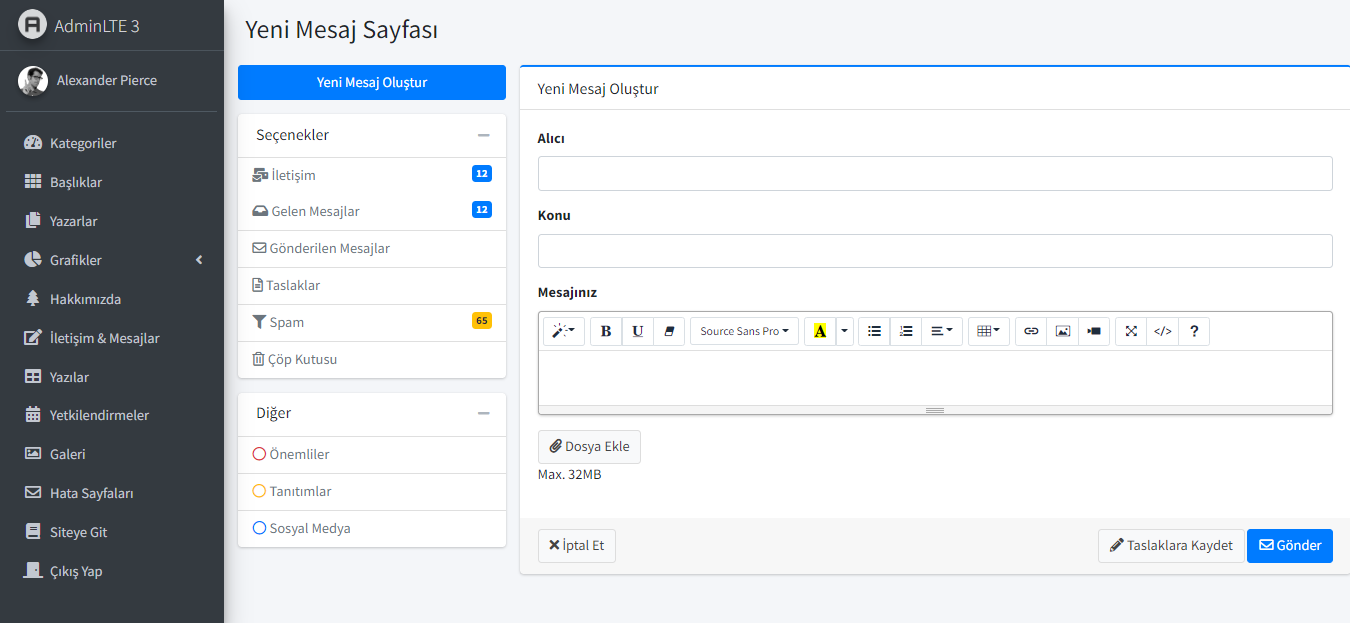 AdminLTE 3
Alexander Pierce
Kategoriler
Başlıklar
Yazarlar
Grafikler
Hakkımızda
İletişim & Mesajlar
Yazılar
Yetkilendirmeler
Galeri
Hata Sayfaları
Siteye Git
Çıkış Yap
Yeni Mesaj Sayfası
Yeni Mesaj Oluştur
Seçenekler
İletişim 12
Gelen Mesajlar 12
Gönderilen Mesajlar
Taslaklar
Spam 65
Çöp Kutusu
Diğer
Önemliler
Tanıtımlar
Sosyal Medya
Yeni Mesaj Oluştur
Alıcı
Konu
Mesajınız
B U Source Sans Pro A </> ?
Dosya Ekle
Max. 32MB
İptal Et Taslaklara Kaydet Gönder